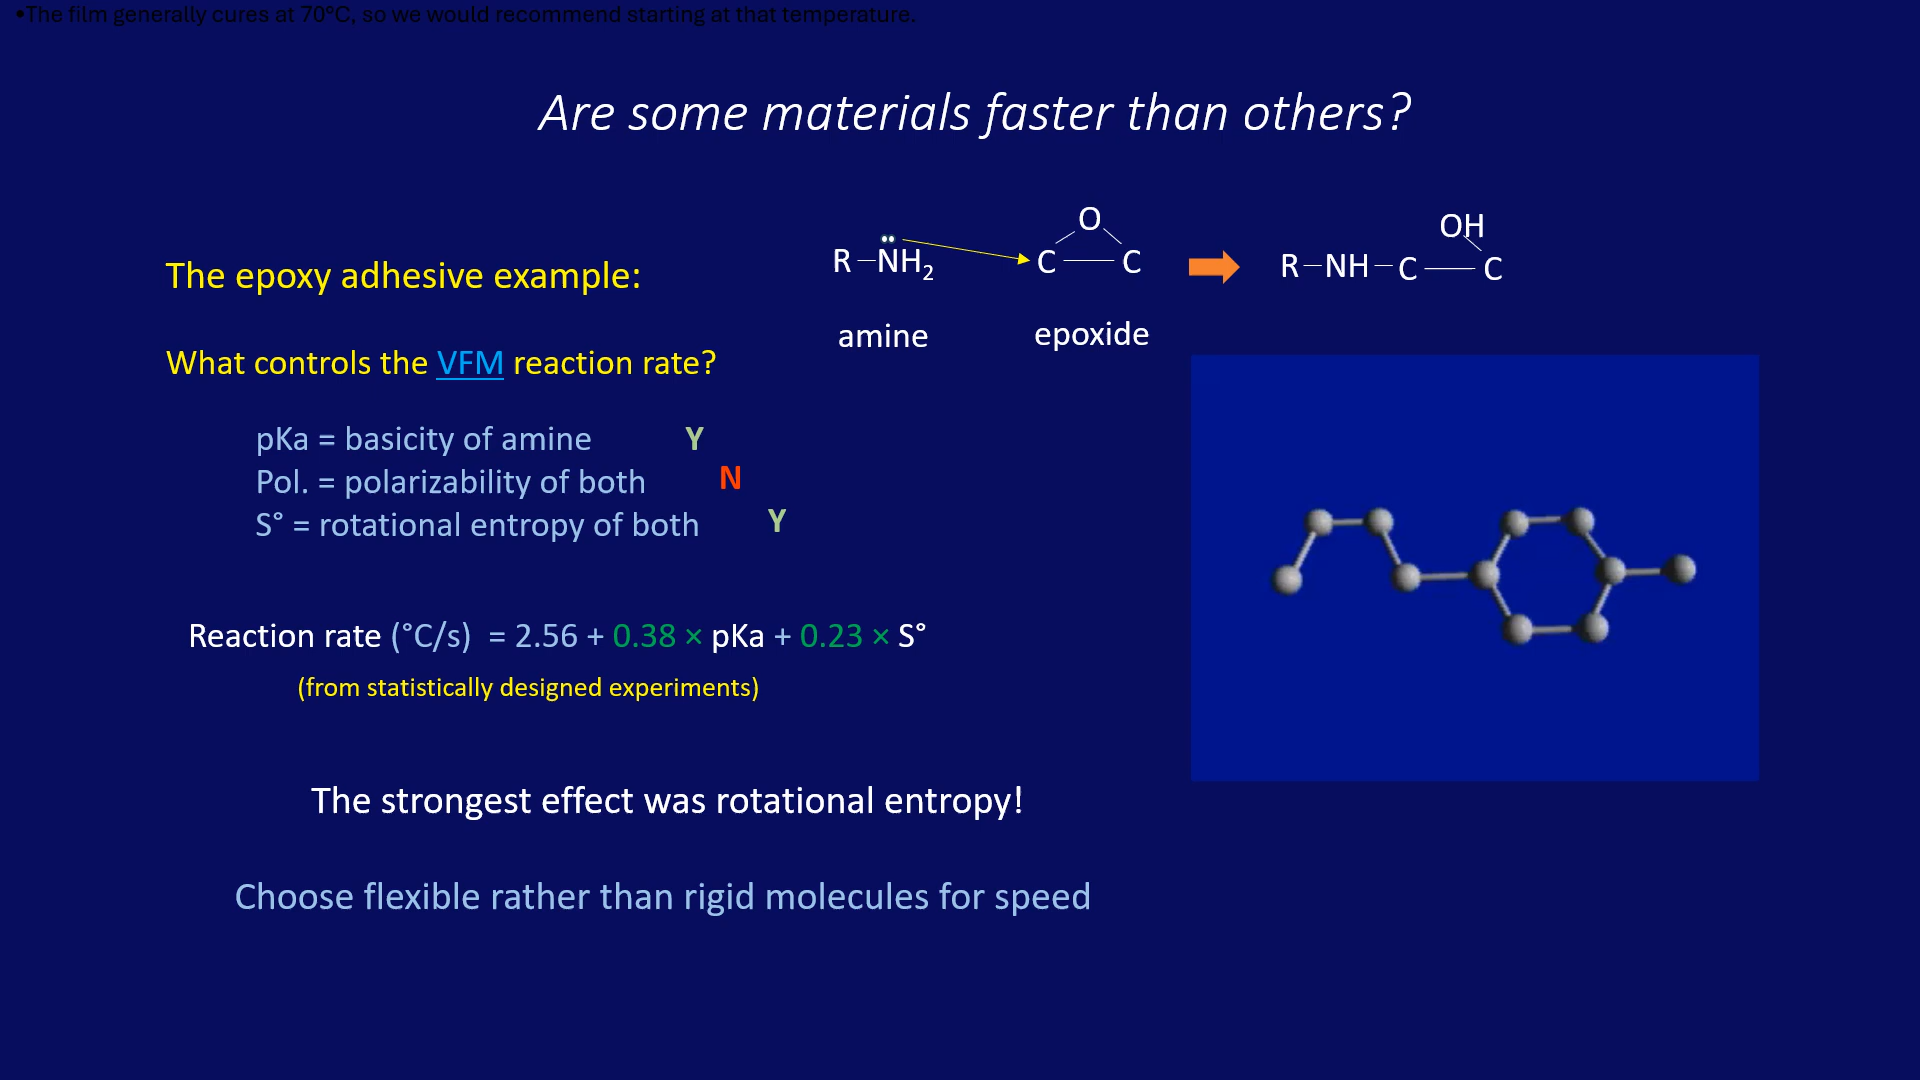 •The film generally cures at 70°C, so we would recommend starting at that temperature.
Are some materials faster than others?
The epoxy adhesive example:
R–N̈H₂
O
C — C
R–NH–C — C
OH
amine
epoxide
What controls the VFM reaction rate?
pKa = basicity of amine Y
Pol. = polarizability of both N
S° = rotational entropy of both Y
Reaction rate (°C/s) = 2.56 + 0.38 × pKa + 0.23 × S°
(from statistically designed experiments)
The strongest effect was rotational entropy!
Choose flexible rather than rigid molecules for speed